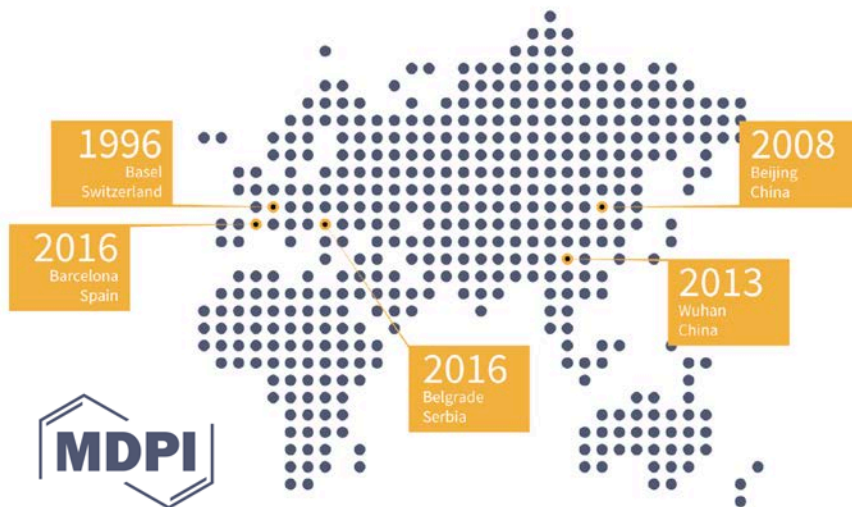 1996
Basel
Switzerland
2016
Barcelona
Spain
2008
Beijing
China
2013
Wuhan
China
2016
Belgrade
Serbia
MDPI